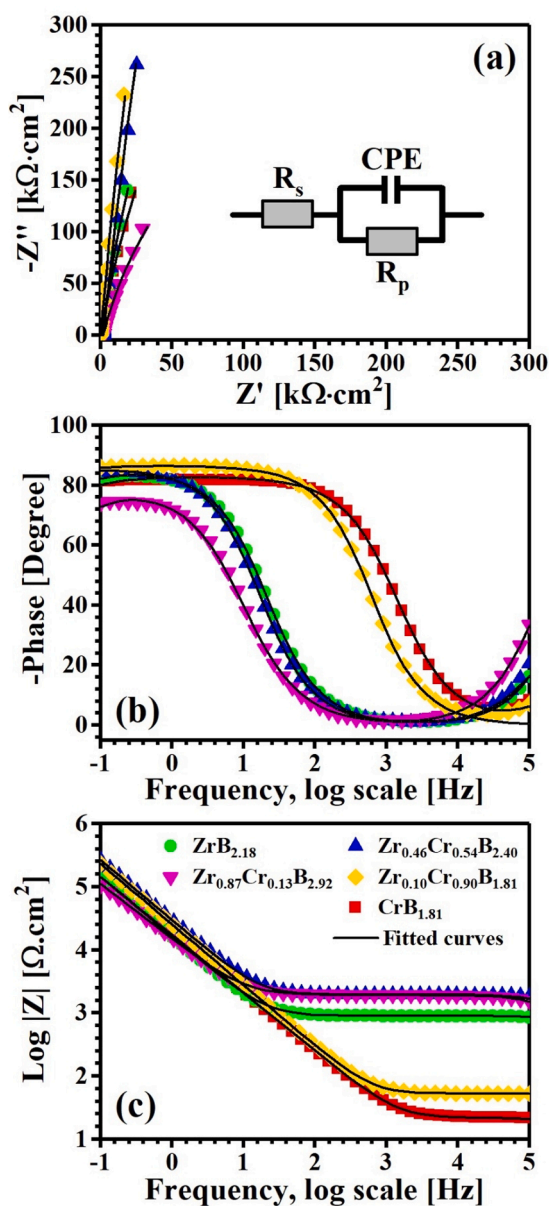 (a)
-Z'' [kΩ·cm²]
300
250
200
150
100
50
0
CPE
Rₛ
Rₚ
0 50 100 150 200 250 300
Z' [kΩ·cm²]
-Phase [Degree]
100
80
60
40
20
0
(b)
-1 0 1 2 3 4 5
Frequency, log scale [Hz]
Log |Z| [Ω.cm²]
6
5
4
3
2
1
ZrB₂.₁₈ Zr₀.₄₆Cr₀.₅₄B₂.₄₀
Zr₀.₈₇Cr₀.₁₃B₂.₉₂ Zr₀.₁₀Cr₀.₉₀B₁.₈₁
CrB₁.₈₁
Fitted curves
(c)
-1 0 1 2 3 4 5
Frequency, log scale [Hz]